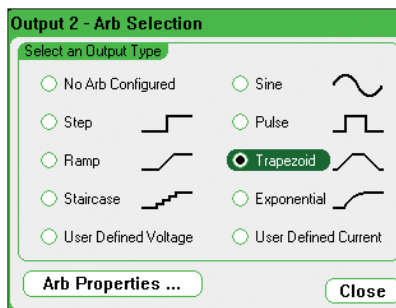 Output 2 - Arb Selection
Select an Output Type
No Arb Configured
Sine
Step
Pulse
Ramp
Trapezoid
Staircase
Exponential
User Defined Voltage
User Defined Current
Arb Properties ...
Close